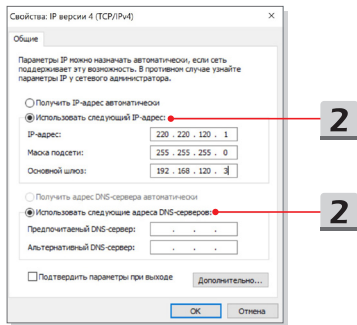 Свойства: IP версии 4 (TCP/IPv4)
Общие
Параметры IP можно назначать автоматически, если сеть
поддерживает эту возможность. В противном случае узнайте
параметры IP у сетевого администратора.
Получить IP-адрес автоматически
Использовать следующий IP-адрес:
2
IP-адрес: 220 . 220 . 120 . 1
Маска подсети: 255 . 255 . 255 . 0
Основной шлюз: 192 . 168 . 120 . 3
Получить адрес DNS-сервера автоматически
Использовать следующие адреса DNS-серверов:
2
Предпочитаемый DNS-сервер: . . .
Альтернативный DNS-сервер: . . .
Подтвердить параметры при выходе
Дополнительно...
OK Отмена